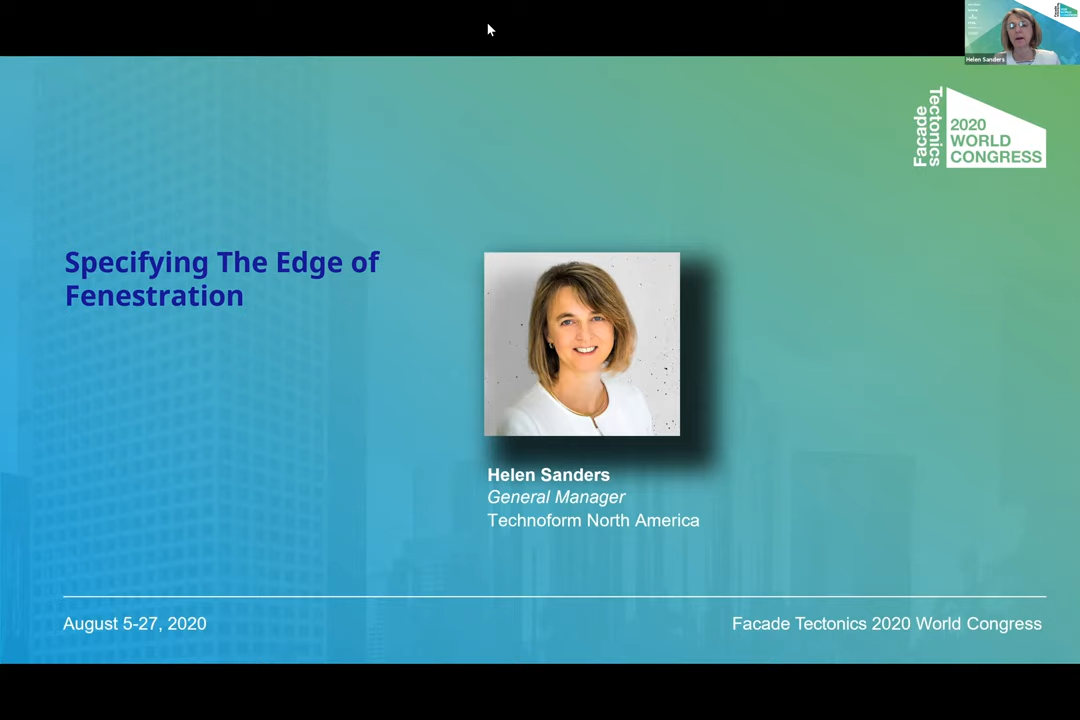 Helen Sanders
Facade
Tectonics
2020
WORLD
CONGRESS
Specifying The Edge of
Fenestration
Helen Sanders
General Manager
Technoform North America
August 5-27, 2020
Facade Tectonics 2020 World Congress